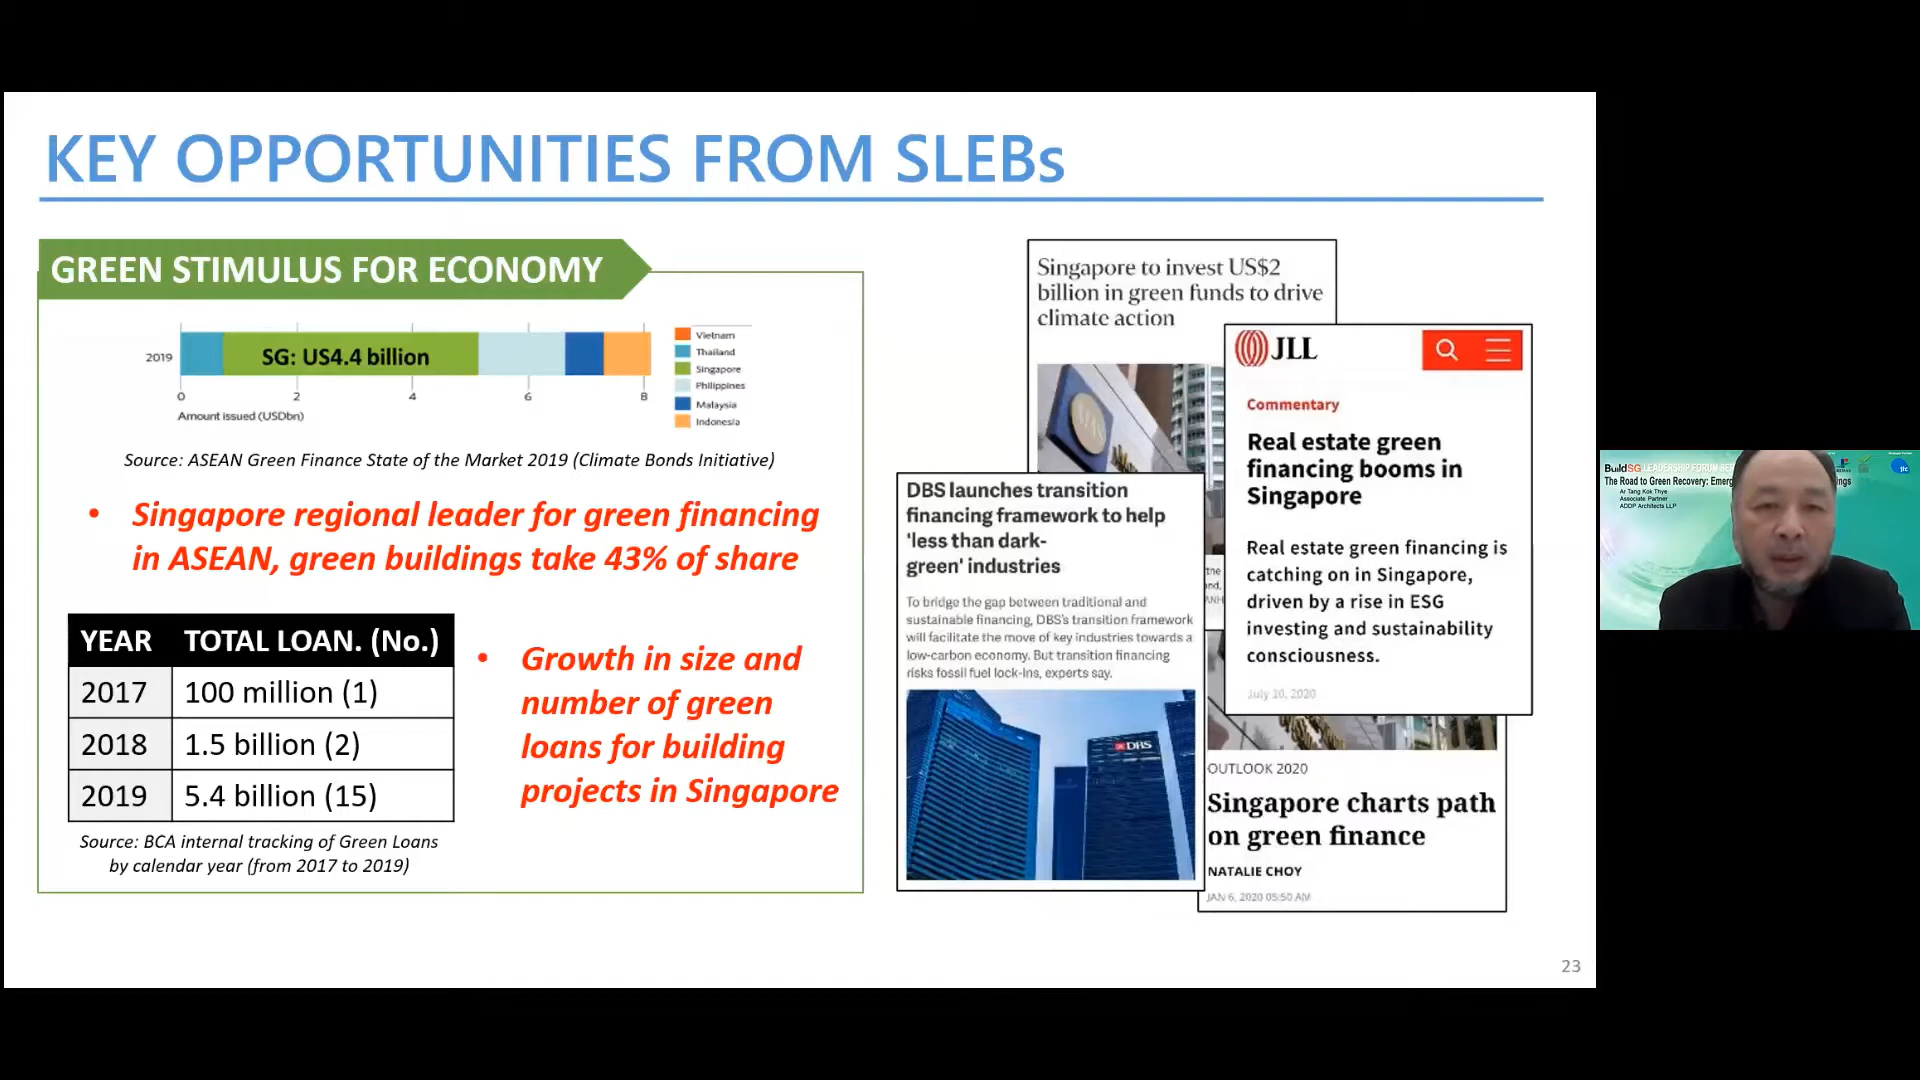 KEY OPPORTUNITIES FROM SLEBs
GREEN STIMULUS FOR ECONOMY
2019
SG: US4.4 billion
0 2 4 6 8
Amount issued (USDbn)
Vietnam
Thailand
Singapore
Philippines
Malaysia
Indonesia
Source: ASEAN Green Finance State of the Market 2019 (Climate Bonds Initiative)
• Singapore regional leader for green financing
in ASEAN, green buildings take 43% of share
YEAR TOTAL LOAN. (No.)
2017 100 million (1)
2018 1.5 billion (2)
2019 5.4 billion (15)
Source: BCA internal tracking of Green Loans
by calendar year (from 2017 to 2019)
• Growth in size and
number of green
loans for building
projects in Singapore
Singapore to invest US$2
billion in green funds to drive
climate action
MAS
JLL
Commentary
Real estate green
financing booms in
Singapore
Real estate green financing is
catching on in Singapore,
driven by a rise in ESG
investing and sustainability
consciousness.
July 10, 2020
DBS launches transition
financing framework to help
'less than dark-
green' industries
To bridge the gap between traditional and
sustainable financing, DBS's transition framework
will facilitate the move of key industries towards a
low-carbon economy. But transition financing
risks fossil fuel lock-ins, experts say.
DBS
OUTLOOK 2020
Singapore charts path
on green finance
NATALIE CHOY
JAN 6, 2020 05:50 AM
23
BuildSG LEADERSHIP FORUM SER
The Road to Green Recovery: Emerg
ings
Ar Tang Kok Thye
Associate Partner
ADDP Architects LLP